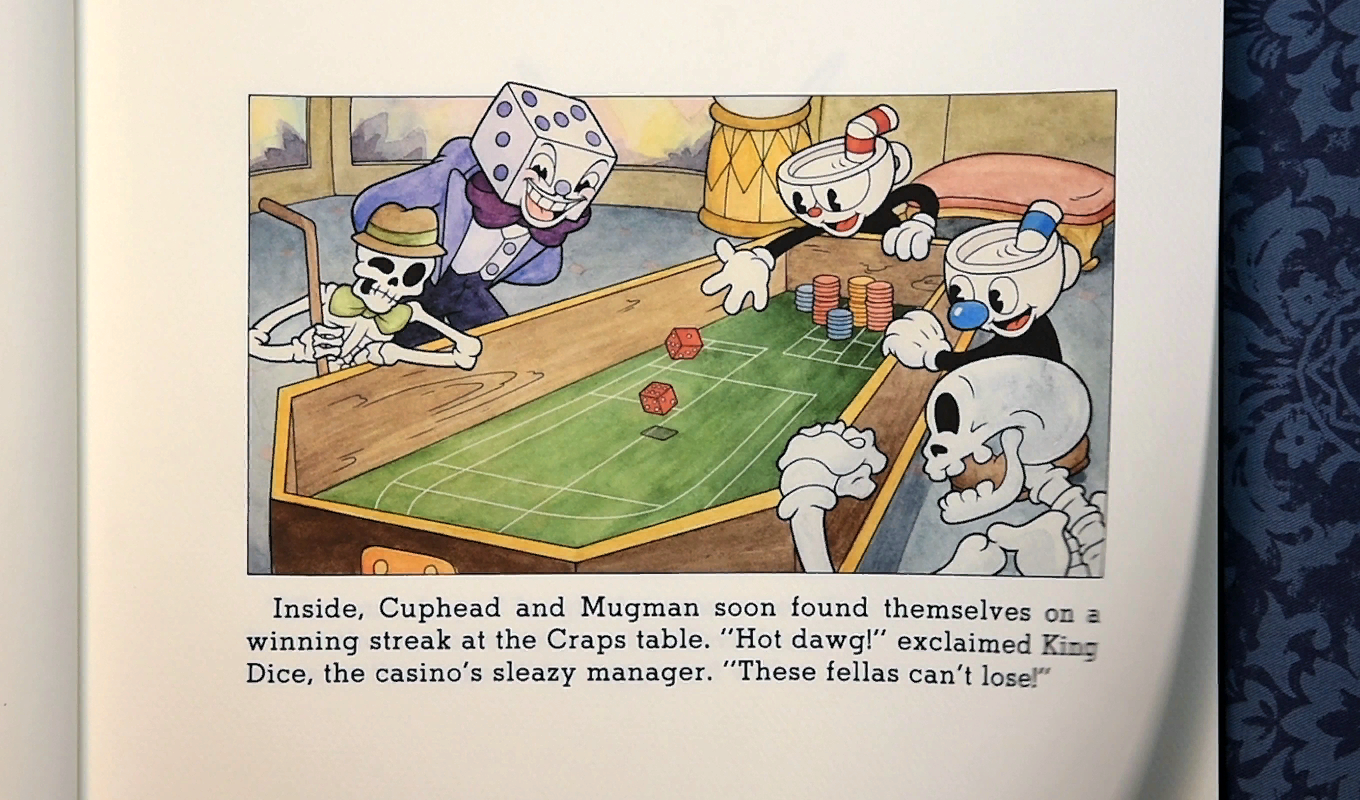 Inside, Cuphead and Mugman soon found themselves on a
winning streak at the Craps table. "Hot dawg!" exclaimed King
Dice, the casino's sleazy manager. "These fellas can't lose!"